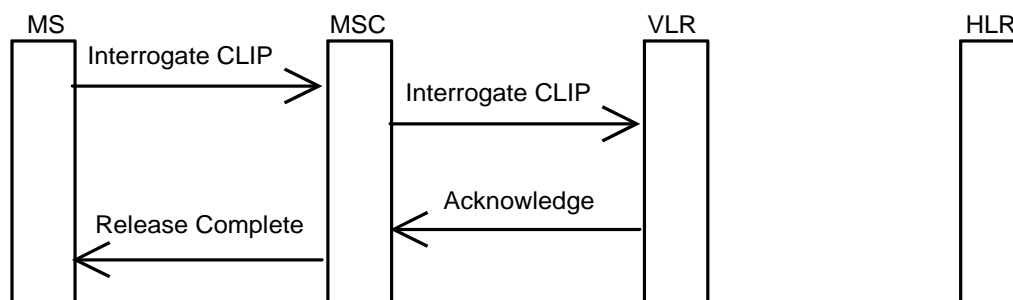 MS MSC VLR HLR
Interrogate CLIP
Interrogate CLIP
Acknowledge
Release Complete